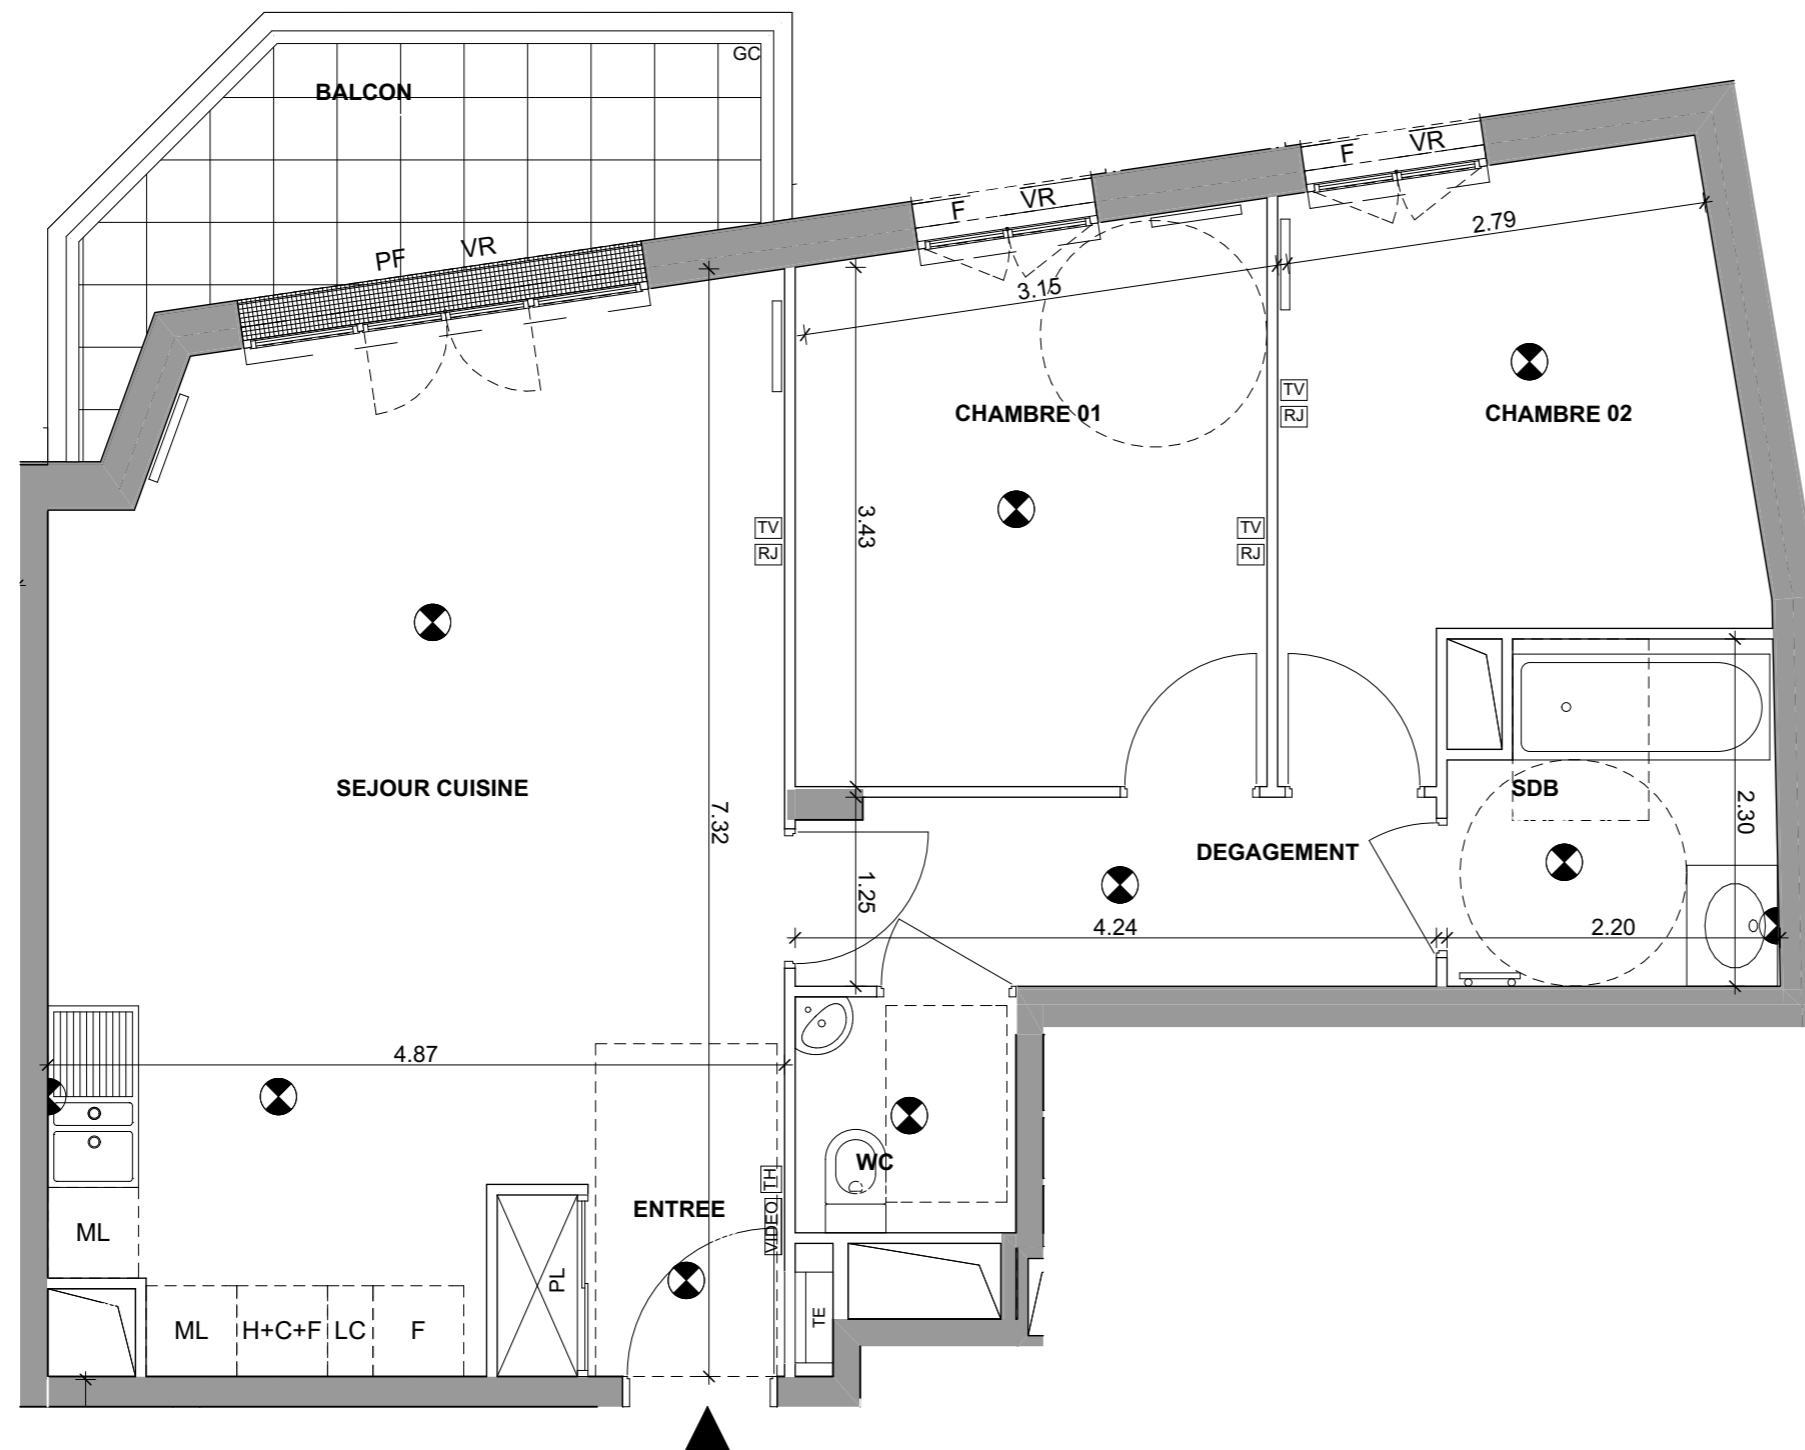 GC
BALCON
F VR
F VR
PF VR
2.79
3.15
TV
RJ
CHAMBRE 01
CHAMBRE 02
3.43
TV
RJ
TV
RJ
SEJOUR CUISINE
7.32
SDB
2.30
DEGAGEMENT
1.25
4.24
2.20
4.87
WC
TH
VIDEO
ENTREE
ML
PL
TE
ML
H+C+F
LC
F